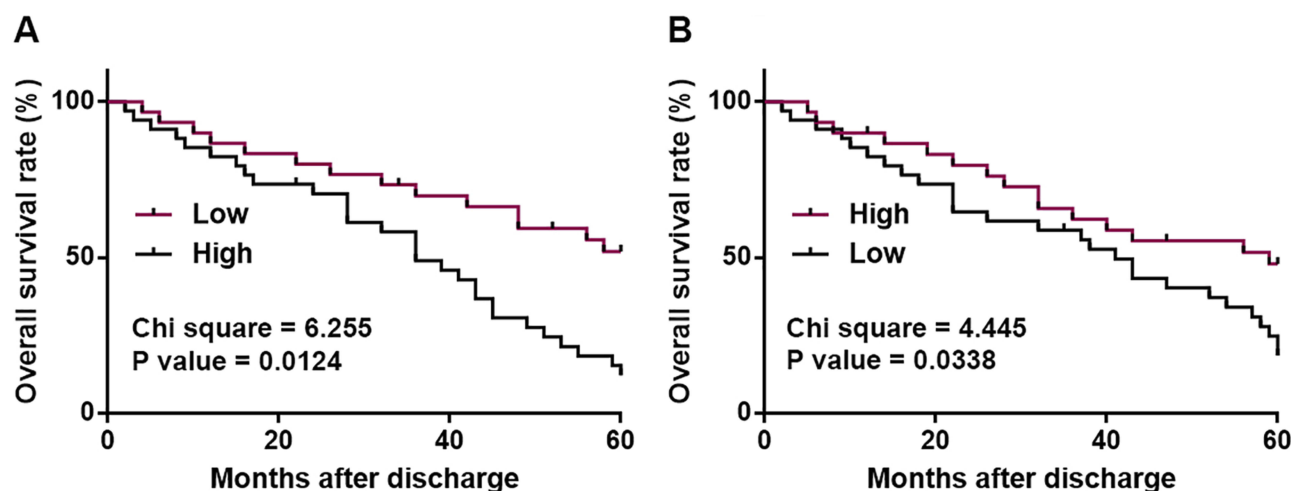 A
Overall survival rate (%)
100
50
0
Low
High
Chi square = 6.255
P value = 0.0124
0 20 40 60
Months after discharge
B
Overall survival rate (%)
100
50
0
High
Low
Chi square = 4.445
P value = 0.0338
0 20 40 60
Months after discharge